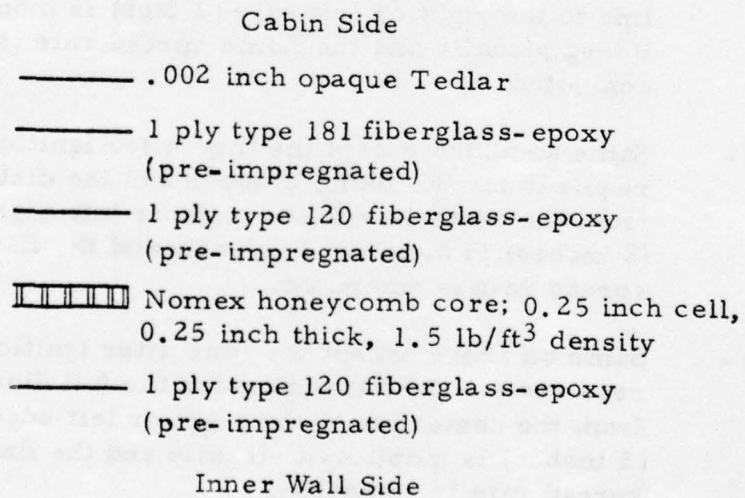 Cabin Side
.002 inch opaque Tedlar
1 ply type 181 fiberglass-epoxy
(pre-impregnated)
1 ply type 120 fiberglass-epoxy
(pre-impregnated)
Nomex honeycomb core; 0.25 inch cell,
0.25 inch thick, 1.5 lb/ft³ density
1 ply type 120 fiberglass-epoxy
(pre-impregnated)
Inner Wall Side